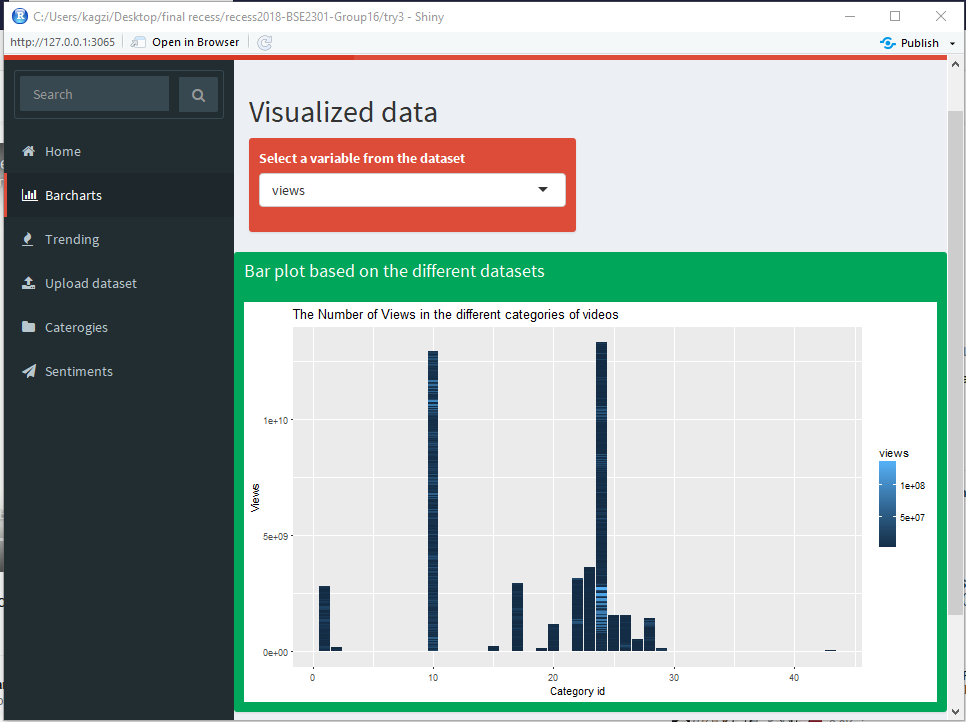 C:/Users/kagzi/Desktop/final recess/recess2018-BSE2301-Group16/try3 - Shiny
http://127.0.0.1:3065
Open in Browser
Publish
Search
Home
Barcharts
Trending
Upload dataset
Caterogies
Sentiments
Visualized data
Select a variable from the dataset
views
Bar plot based on the different datasets
The Number of Views in the different categories of videos
Views
1e+10
5e+09
0e+00
0 10 20 30 40
Category id
views
1e+08
5e+07